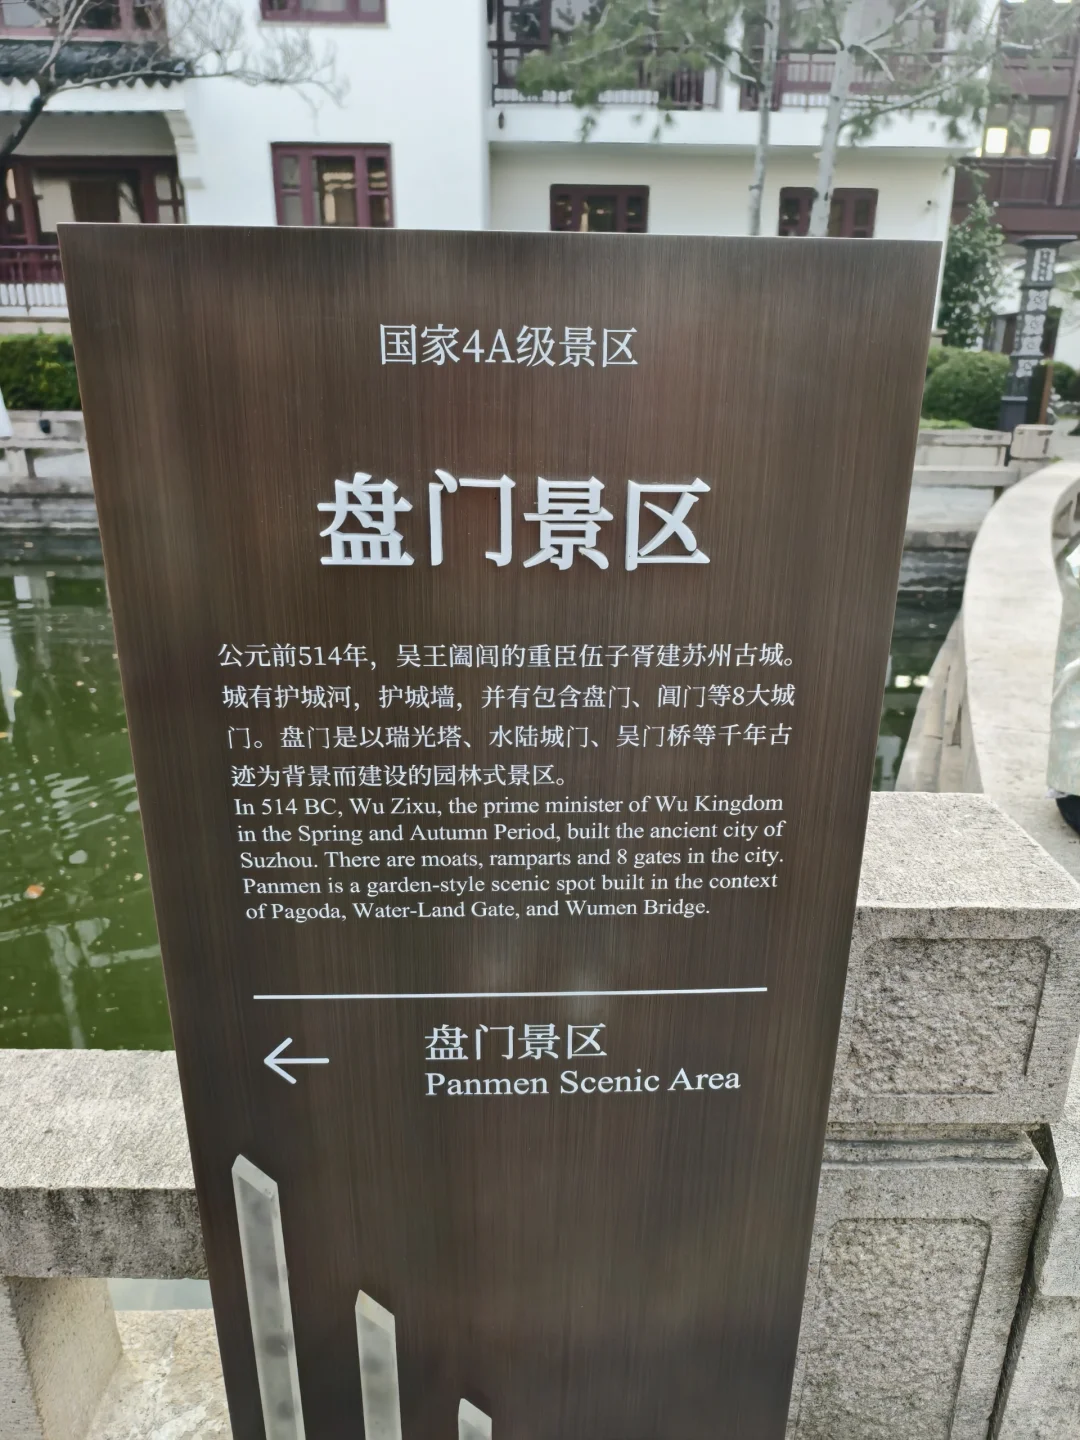 国家4A级景区
盘门景区
公元前514年，吴王阖闾的重臣伍子胥建苏州古城。
城有护城河，护城墙，并有包含盘门、阊门等8大城
门。盘门是以瑞光塔、水陆城门、吴门桥等千年古
迹为背景而建设的园林式景区。
In 514 BC, Wu Zixu, the prime minister of Wu Kingdom
in the Spring and Autumn Period, built the ancient city of
Suzhou. There are moats, ramparts and 8 gates in the city.
Panmen is a garden-style scenic spot built in the context
of Pagoda, Water-Land Gate, and Wumen Bridge.
盘门景区
Panmen Scenic Area